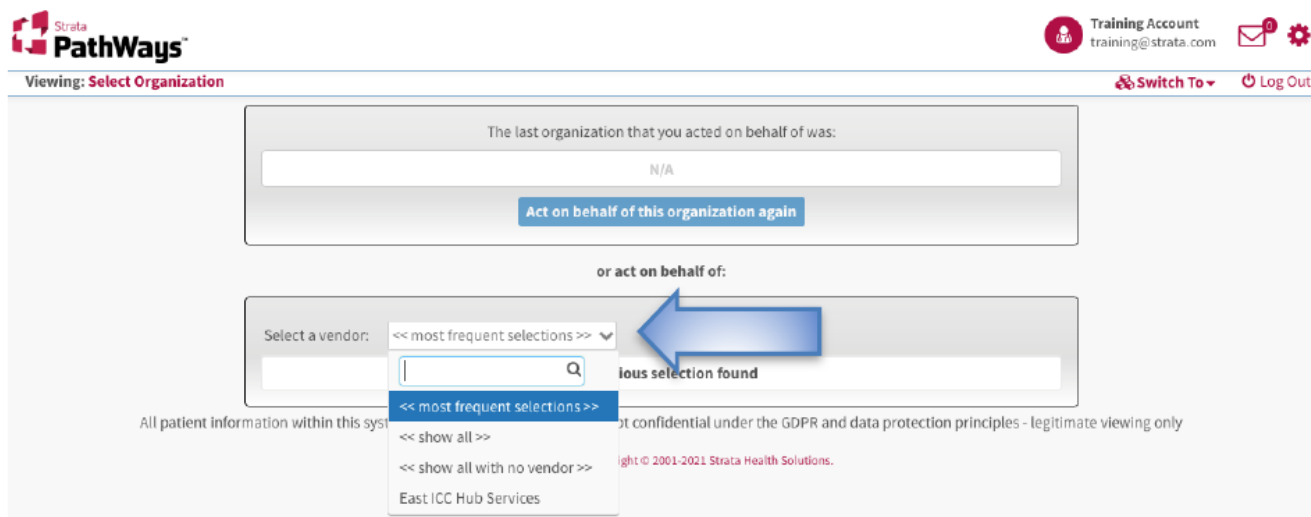 Strata
PathWays™
Training Account
training@strata.com
0
Viewing: Select Organization
Switch To
Log Out
The last organization that you acted on behalf of was:
N/A
Act on behalf of this organization again
or act on behalf of:
Select a vendor:
<< most frequent selections >>
ious selection found
<< most frequent selections >>
<< show all >>
<< show all with no vendor >>
East ICC Hub Services
All patient information within this syst
ot confidential under the GDPR and data protection principles - legitimate viewing only
ight © 2001-2021 Strata Health Solutions.